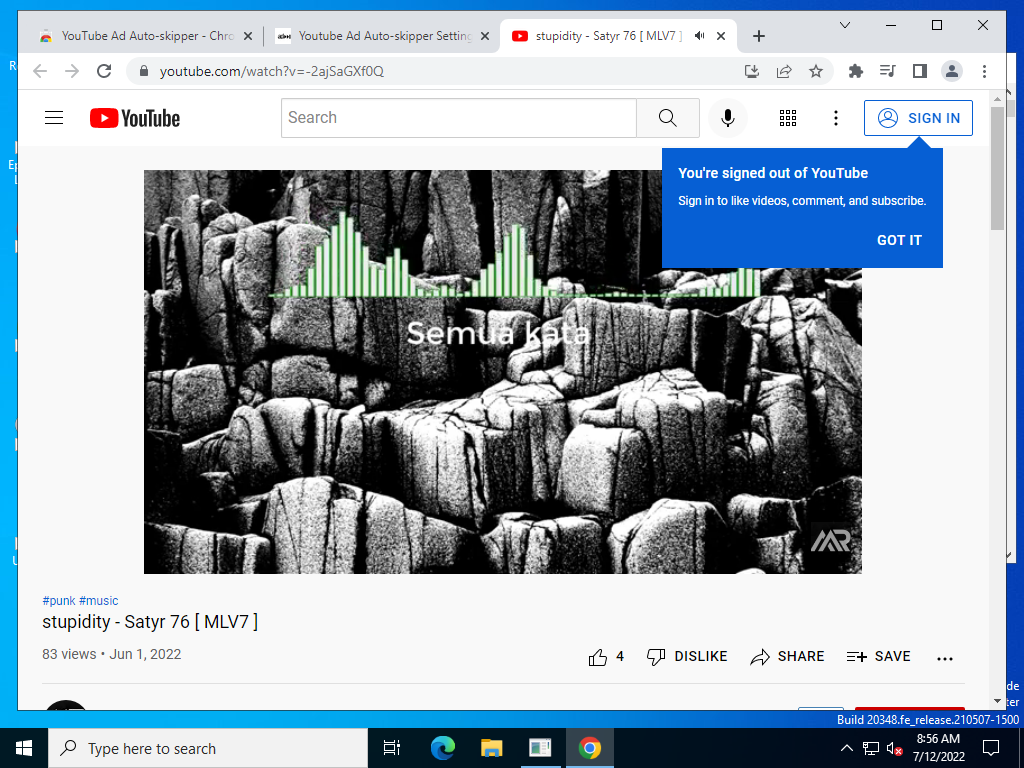 YouTube Ad Auto-skipper - Chro
Youtube Ad Auto-skipper Setting
stupidity - Satyr 76 [ MLV7 ]
youtube.com/watch?v=-2ajSaGXf0Q
YouTube
Search
SIGN IN
You're signed out of YouTube
Sign in to like videos, comment, and subscribe.
GOT IT
Semua kata
MR
#punk #music
stupidity - Satyr 76 [ MLV7 ]
83 views • Jun 1, 2022
4
DISLIKE
SHARE
SAVE
Build 20348.fe_release.210507-1500
Type here to search
8:56 AM
7/12/2022